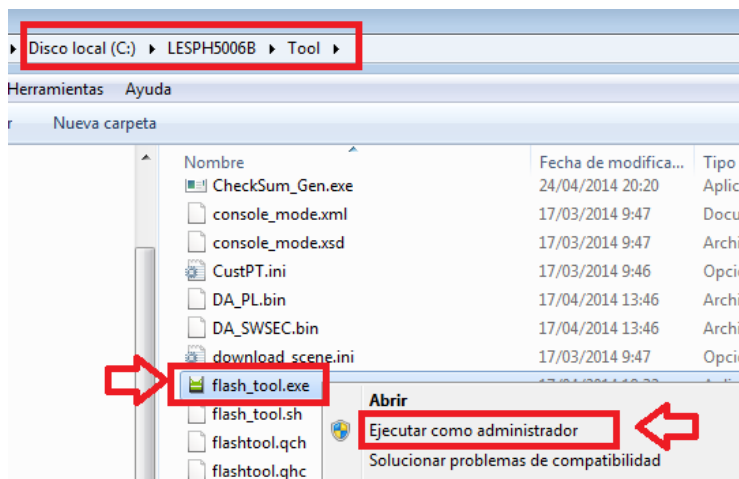 Disco local (C:) LESPH5006B Tool
Herramientas Ayuda
Nueva carpeta
Nombre Fecha de modifica... Tipo
CheckSum_Gen.exe 24/04/2014 20:20 Aplic
console_mode.xml 17/03/2014 9:47 Docu
console_mode.xsd 17/03/2014 9:47 Archi
CustPT.ini 17/03/2014 9:46 Opci
DA_PL.bin 17/04/2014 13:46 Archi
DA_SWSEC.bin 17/04/2014 13:46 Archi
download_scene.ini 17/03/2014 9:47 Opci
flash_tool.exe
Abrir
flash_tool.sh
Ejecutar como administrador
flashtool.qch
Solucionar problemas de compatibilidad
flashtool.qhc